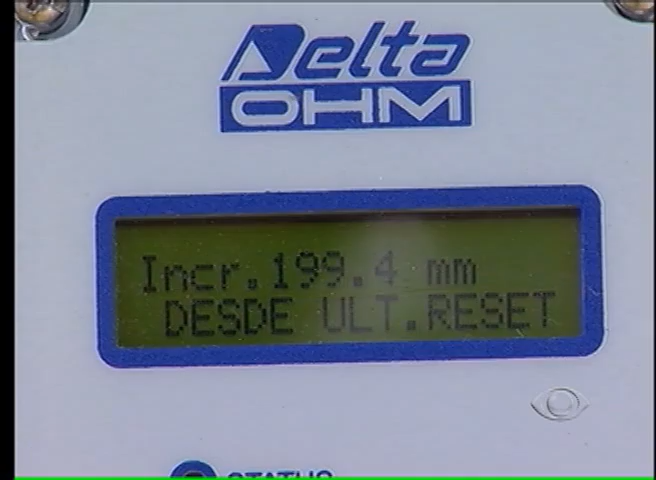 Delta
OHM
Incr.199.4 mm
DESDE ULT.RESET
STATUS